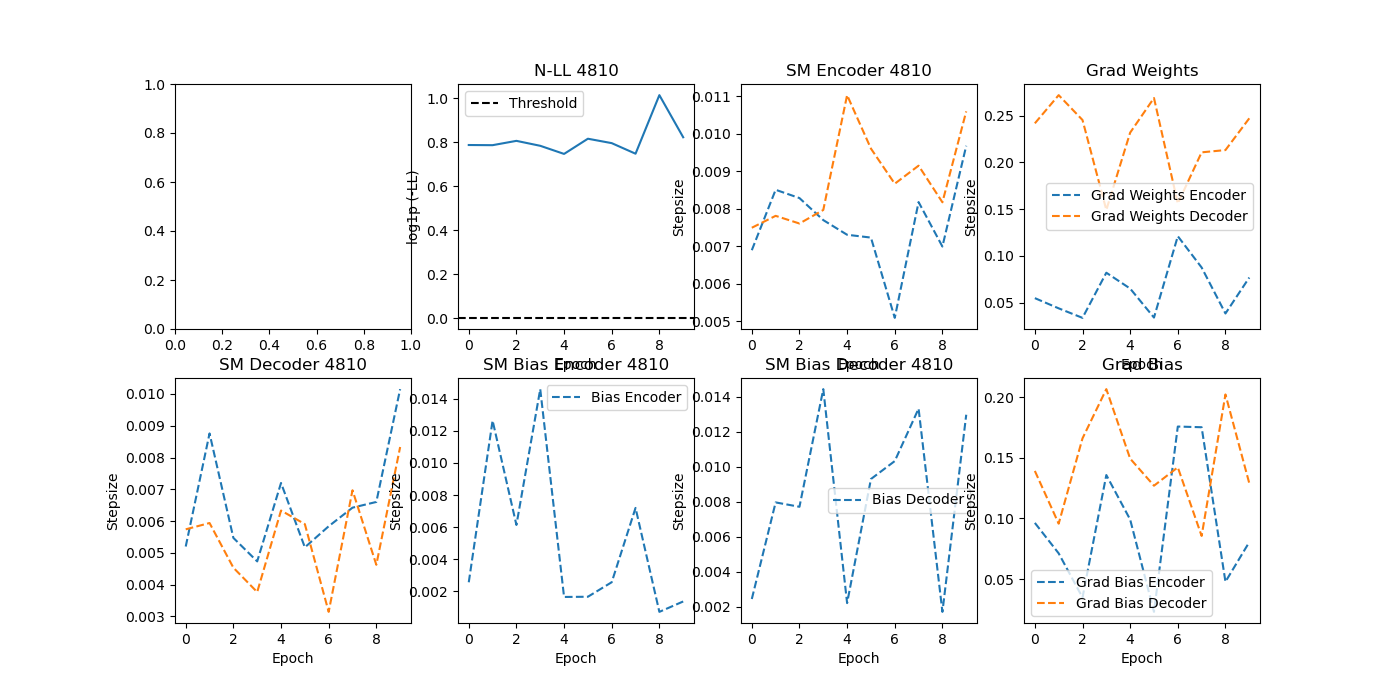 1.0
0.8
0.6
0.4
0.2
0.0
0.0 0.2 0.4 0.6 0.8 1.0
N-LL 4810
Threshold
log1p (-LL)
1.0
0.8
0.6
0.4
0.2
0.0
0 2 4 6 8
Epoch
SM Encoder 4810
Stepsize
0.011
0.010
0.009
0.008
0.007
0.006
0.005
0 2 4 6 8
Epoch
Grad Weights
Stepsize
0.25
0.20
0.15
0.10
0.05
Grad Weights Encoder
Grad Weights Decoder
0 2 4 6 8
Epoch
SM Decoder 4810
Stepsize
0.010
0.009
0.008
0.007
0.006
0.005
0.004
0.003
0 2 4 6 8
Epoch
SM Bias Encoder 4810
Bias Encoder
Stepsize
0.014
0.012
0.010
0.008
0.006
0.004
0.002
0 2 4 6 8
Epoch
SM Bias Decoder 4810
Bias Decoder
Stepsize
0.014
0.012
0.010
0.008
0.006
0.004
0.002
0 2 4 6 8
Epoch
Grad Bias
Stepsize
0.20
0.15
0.10
0.05
Grad Bias Encoder
Grad Bias Decoder
0 2 4 6 8
Epoch